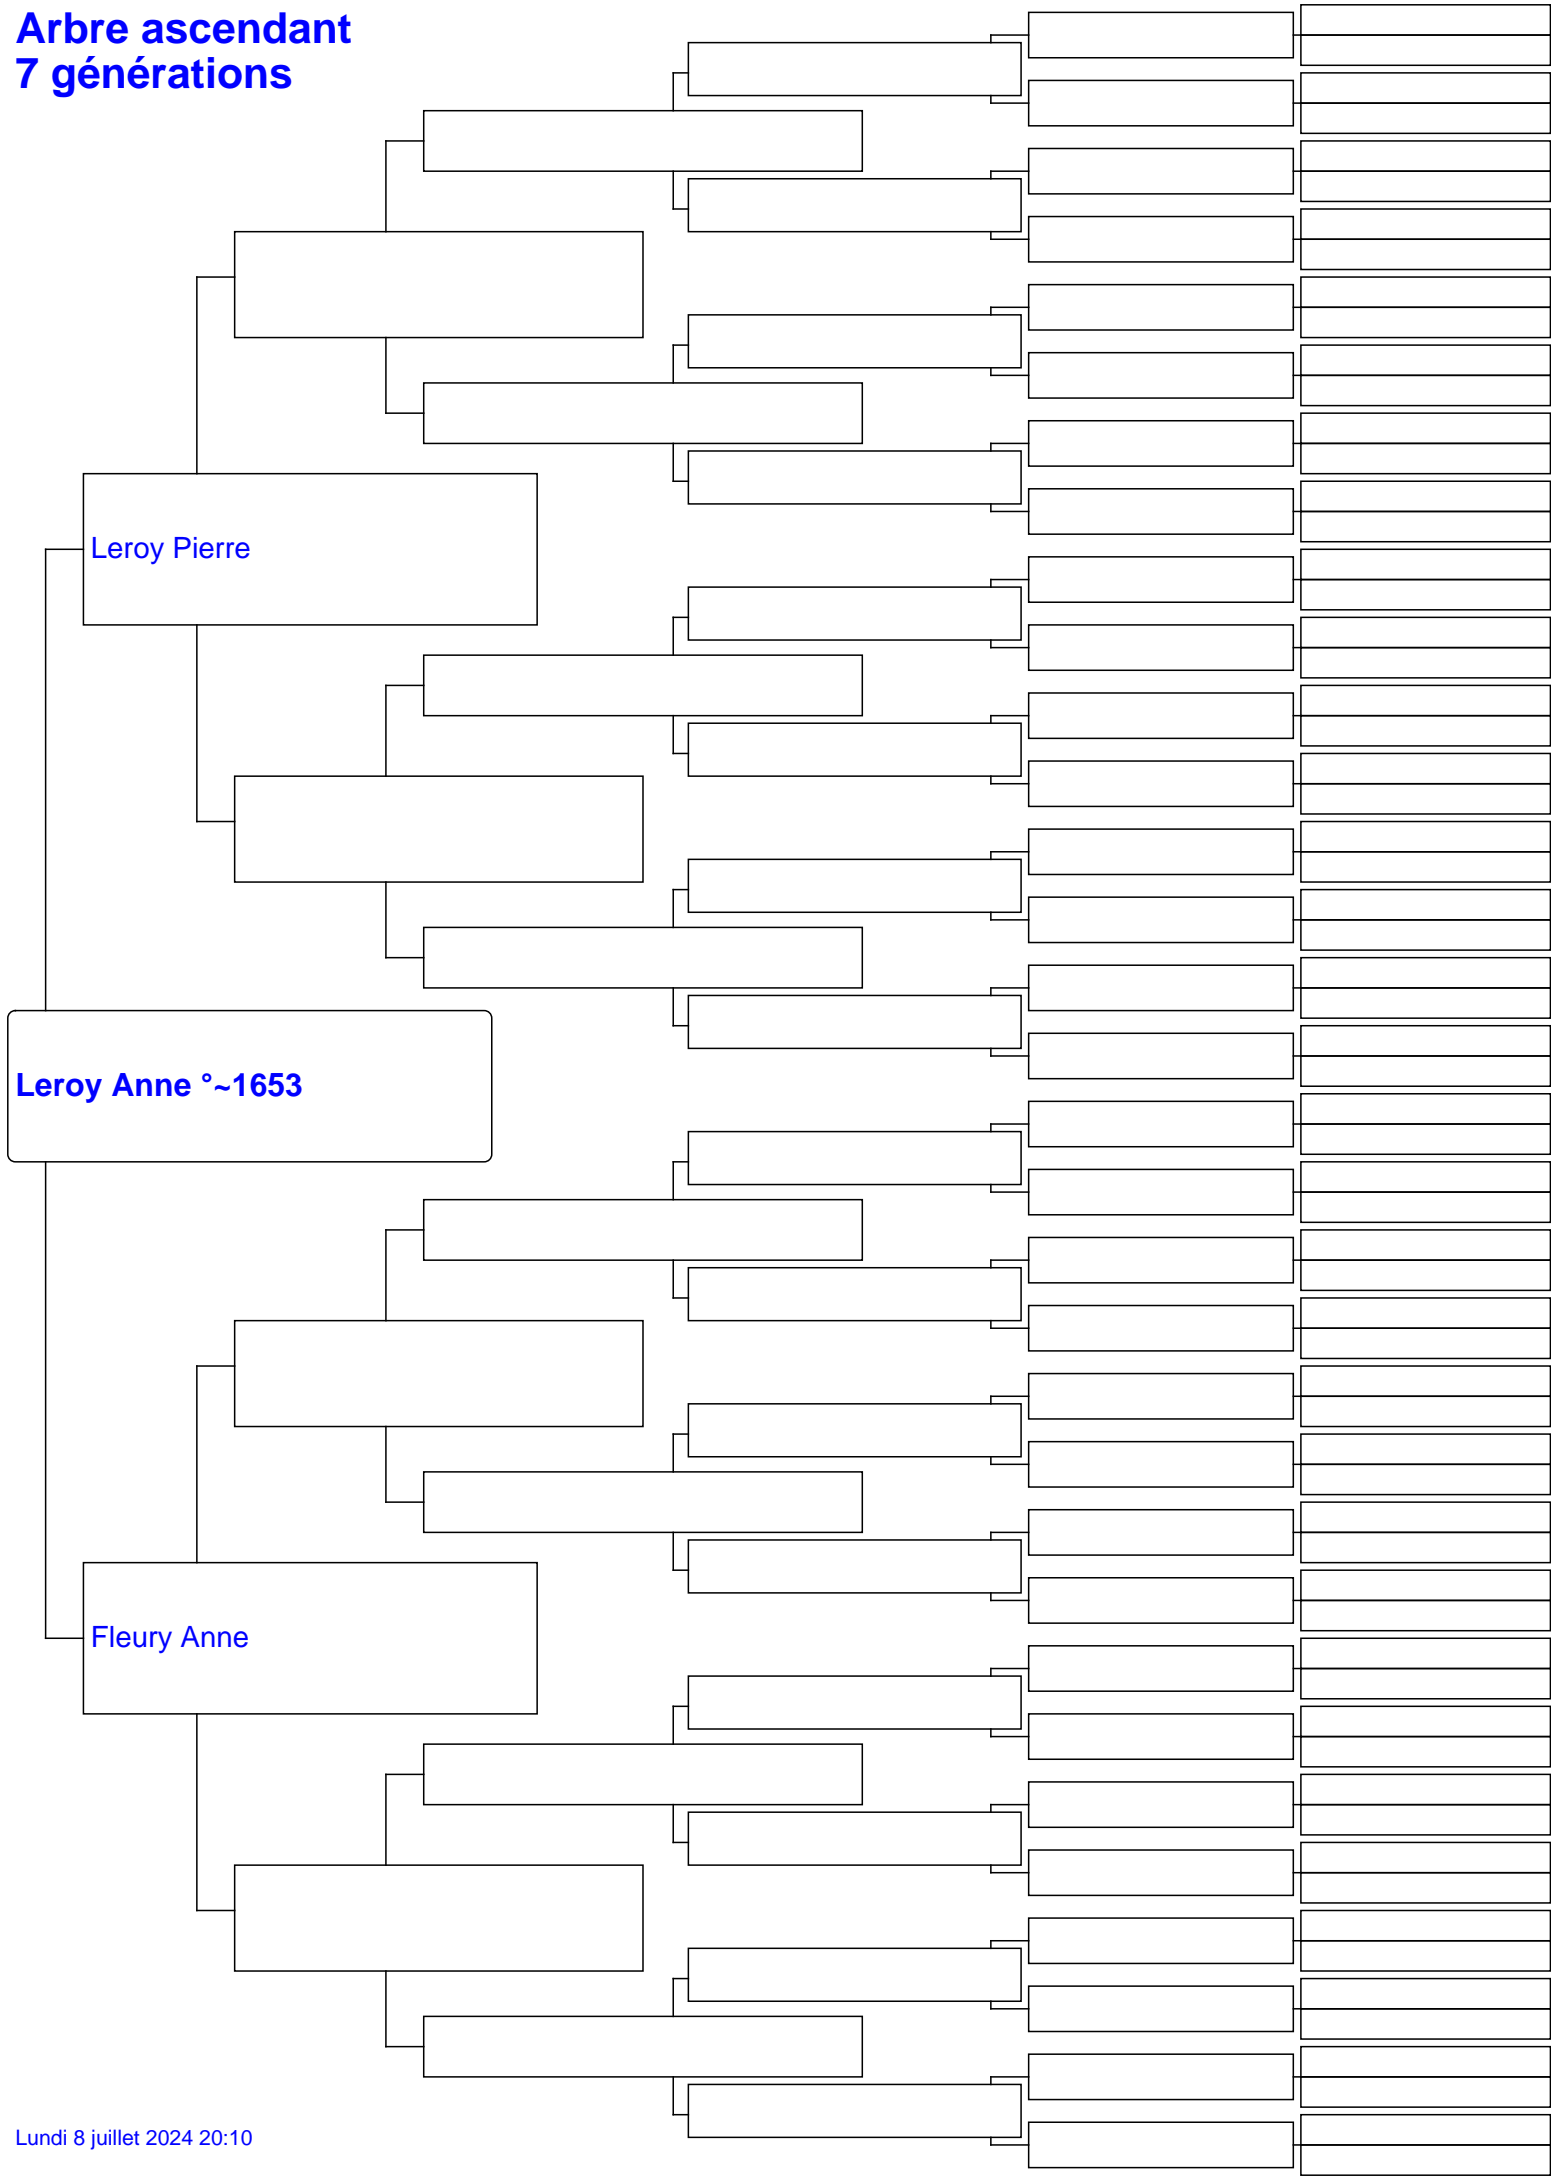 Arbre ascendant
7 générations
Leroy Pierre
Leroy Anne °~1653
Fleury Anne
Lundi 8 juillet 2024 20:10